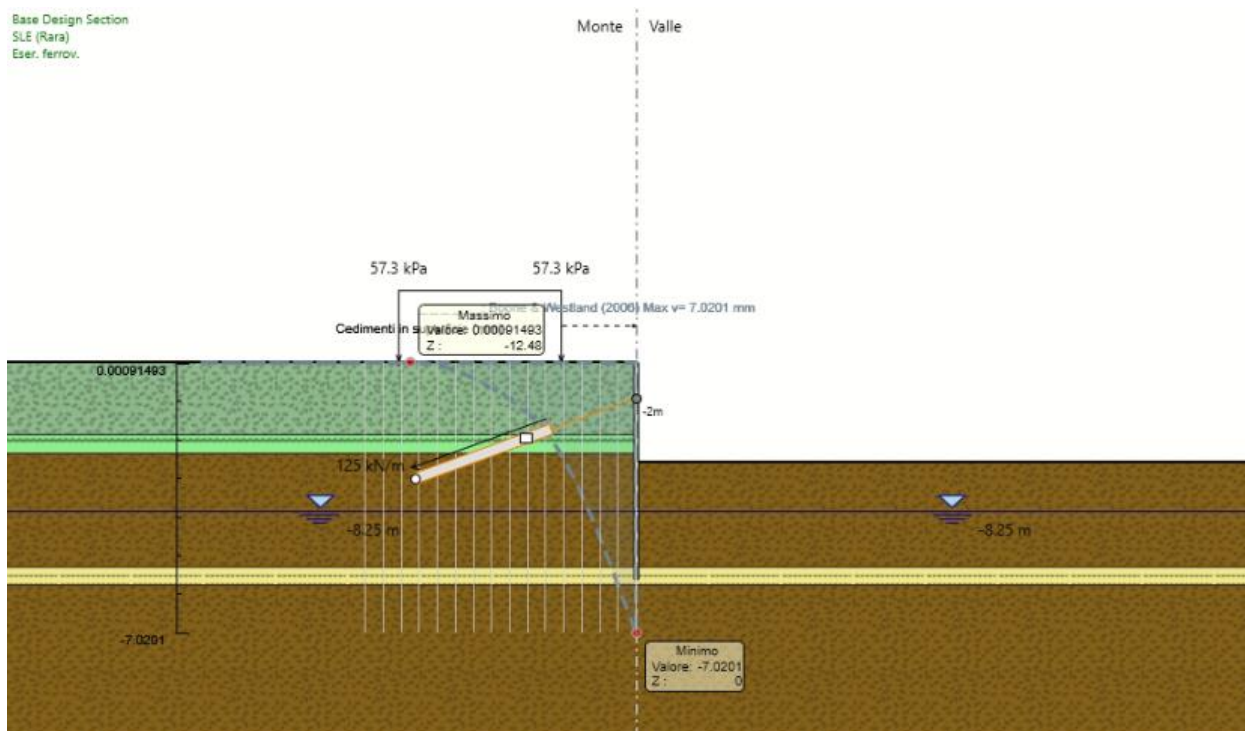 Base Design Section
SLE (Rara)
Eser. ferrov.
Monte
Valle
57.3 kPa
57.3 kPa
Boone & Westland (2006) Max v= 7.0201 mm
Cedimenti in
Massimo
Valore: 0.00091493
Z : -12.48
0.00091493
-2m
125 kN/m
-8.25 m
-8.25 m
-7.0201
Minimo
Valore: -7.0201
Z : 0